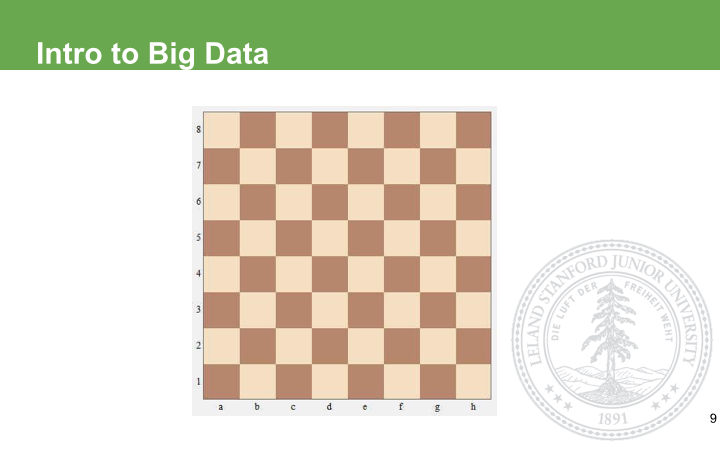 Intro to Big Data
8
7
6
5
4
3
2
1
a b c d e f g h
LELAND STANFORD JUNIOR UNIVERSITY
DIE LUFT DER FREIHEIT WEHT
1891
9